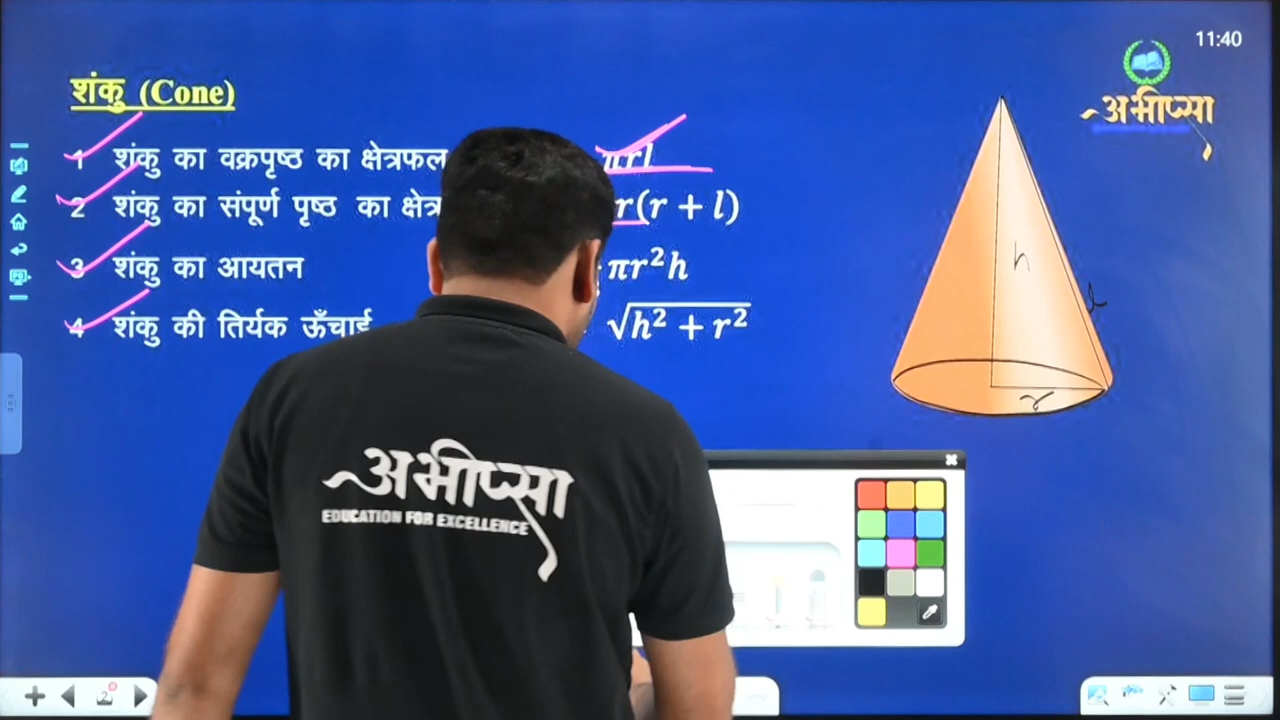 11:40
शंकु (Cone)
अभीप्सा
1 शंकु का वक्रपृष्ठ का क्षेत्रफल πrl
2 शंकु का संपूर्ण पृष्ठ का r(r + l)
3 शंकु का आयतन πr²h
4 शंकु की तिर्यक ऊँचाई √h² + r²
h
l
r
अभीप्सा
EDUCATION FOR EXCELLENCE
2